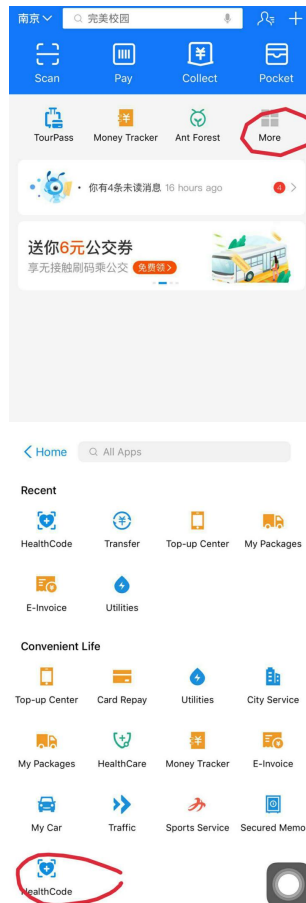 南京 完美校园
Scan Pay Collect Pocket
TourPass Money Tracker Ant Forest More
· 你有4条未读消息 16 hours ago 4
送你6元公交券
享无接触刷码乘公交 免费领>
Home All Apps
Recent
HealthCode Transfer Top-up Center My Packages
E-Invoice Utilities
Convenient Life
Top-up Center Card Repay Utilities City Service
My Packages HealthCare Money Tracker E-Invoice
My Car Traffic Sports Service Secured Memo
HealthCode